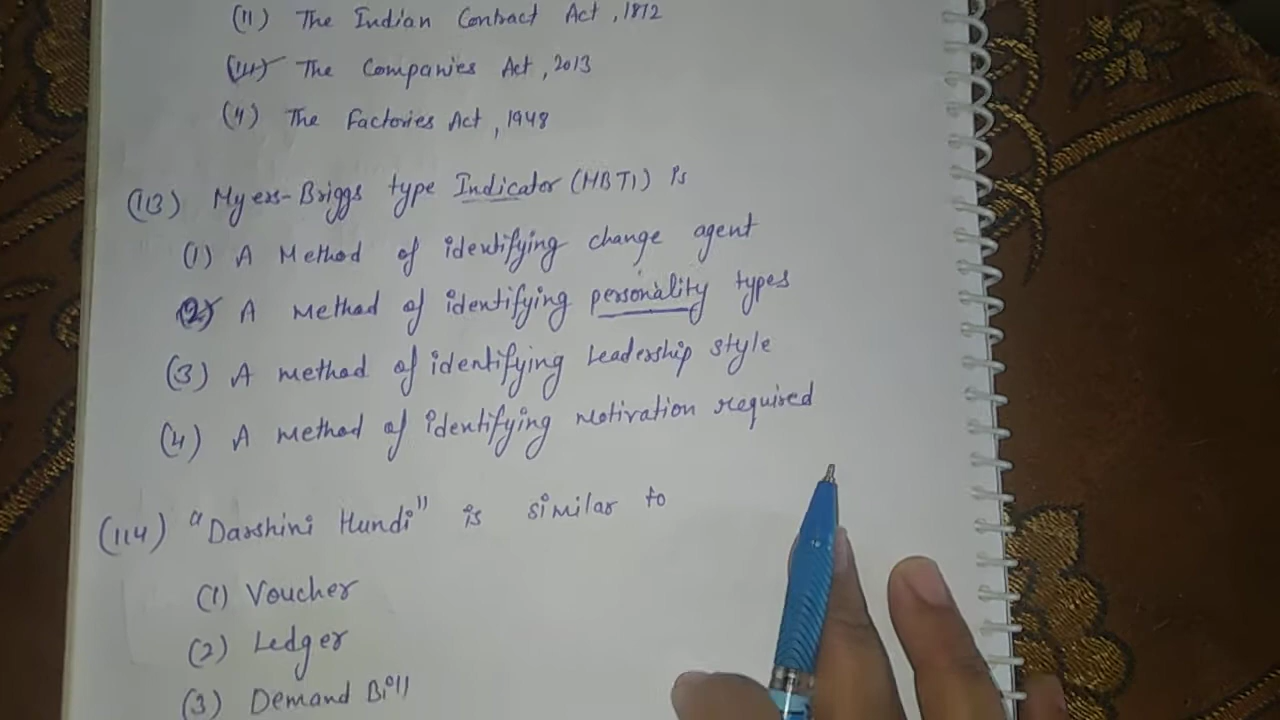 (11) The Indian Contract Act, 1872
(111) The Companies Act, 2013
(4) The Factories Act, 1948
(113) Myers-Briggs type Indicator (MBTI) is
(1) A Method of identifying change agent
(2) A Method of identifying personality types
(3) A method of identifying Leadership style
(4) A method of identifying motivation required
(114) "Darshini Hundi" is similar to
(1) Voucher
(2) Ledger
(3) Demand Bill